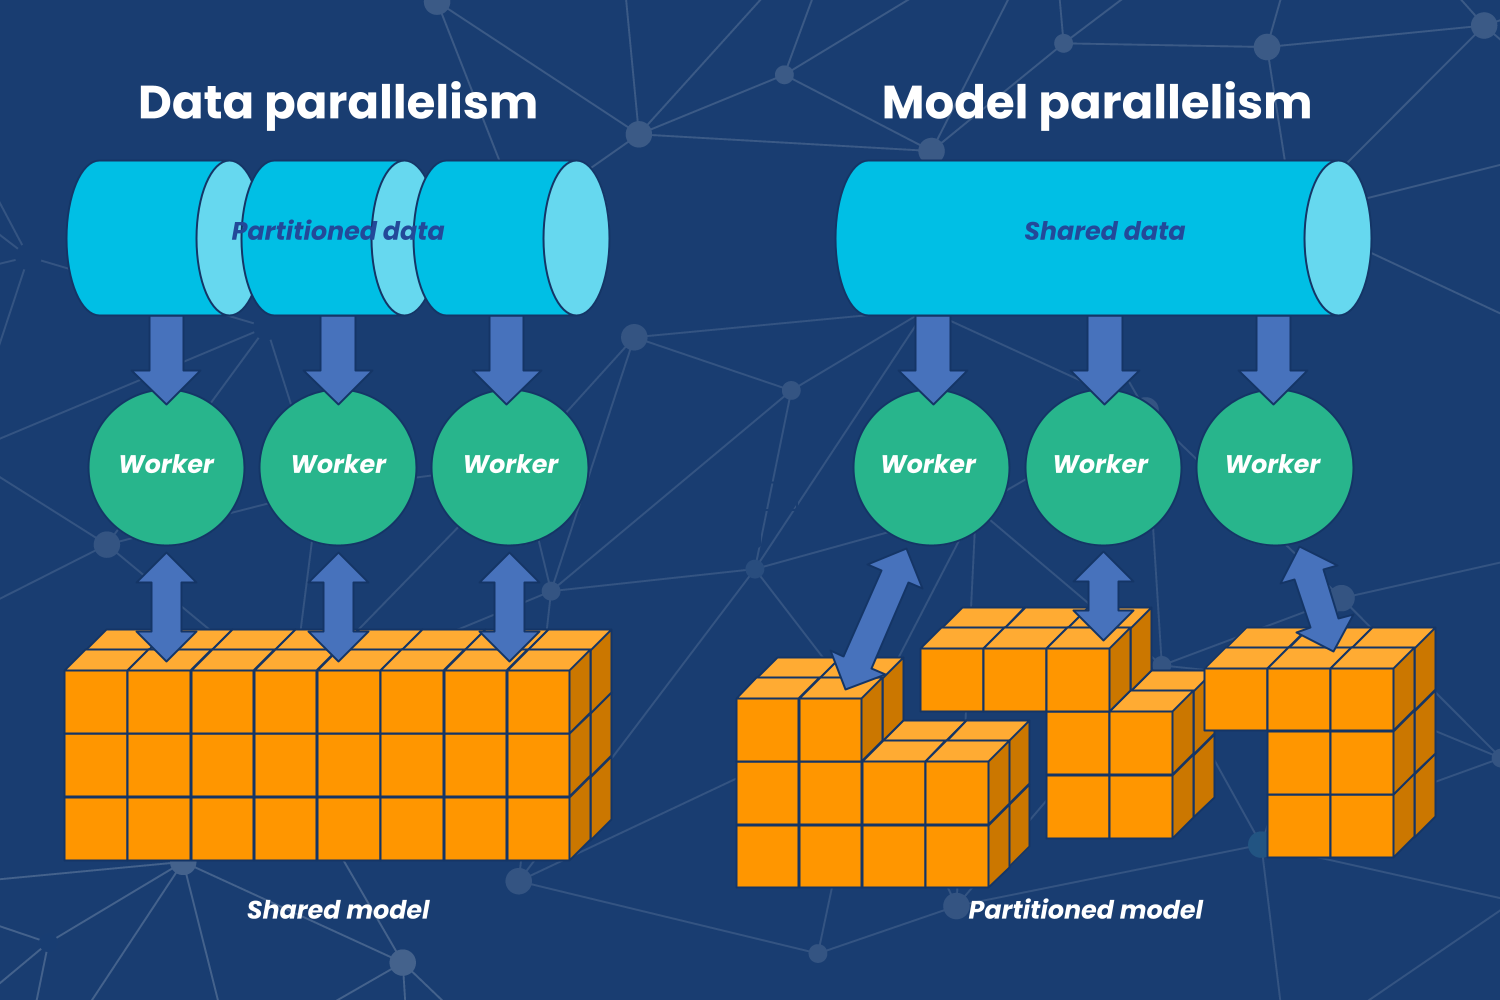 Data parallelism
Partitioned data
Worker
Worker
Worker
Shared model
Model parallelism
Shared data
Worker
Worker
Worker
Partitioned model